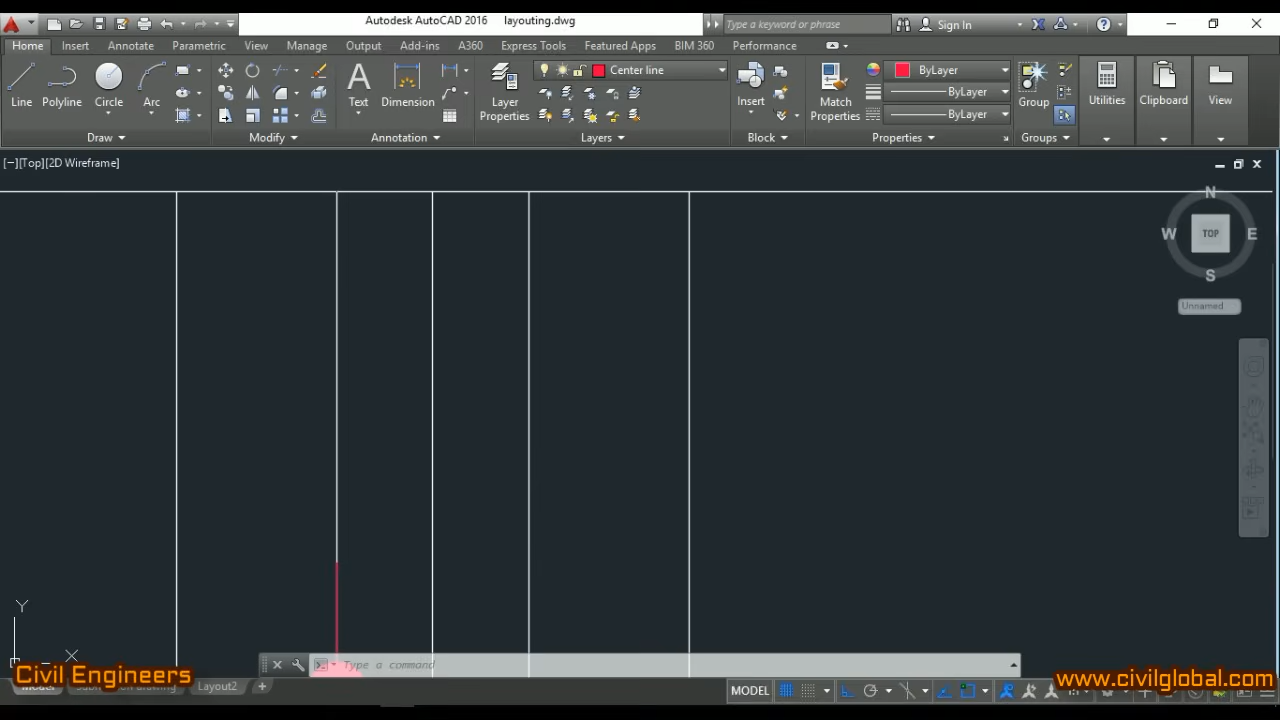 Autodesk AutoCAD 2016 layouting.dwg
Type a keyword or phrase
Sign In
Home Insert Annotate Parametric View Manage Output Add-ins A360 Express Tools Featured Apps BIM 360 Performance
Line Polyline Circle Arc
Text Dimension
Layer Properties
Center line
Insert
Match Properties
ByLayer
ByLayer
ByLayer
Group
Utilities Clipboard View
Draw Modify Annotation Layers Block Properties Groups
[−][Top][2D Wireframe]
N
W TOP E
S
Unnamed
Y
X
Type a command
Civil Engineers
www.civilglobal.com
Model
Layout2
MODEL